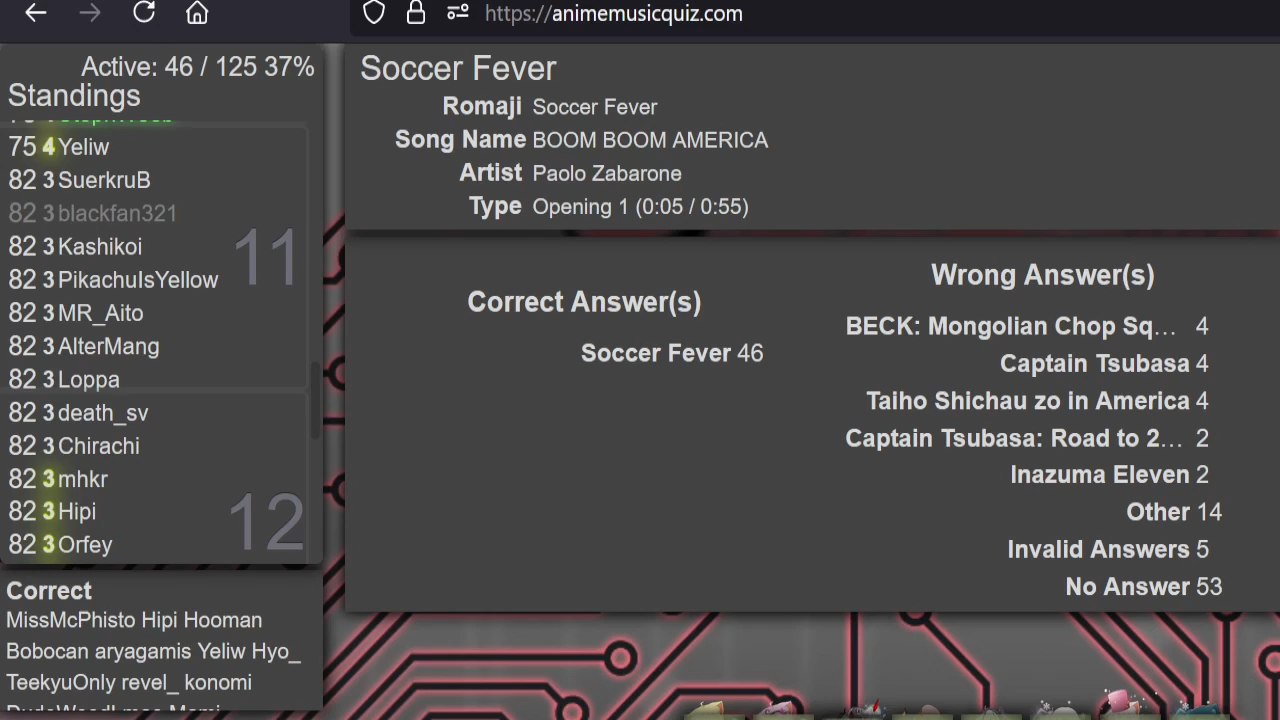 https://animemusicquiz.com
Active: 46 / 125 37%
Standings
75 4 Yeliw
82 3 SuerkruB
82 3 blackfan321
82 3 Kashikoi
11
82 3 PikachuIsYellow
82 3 MR_Aito
82 3 AlterMang
82 3 Loppa
82 3 death_sv
82 3 Chirachi
82 3 mhkr
82 3 Hipi
12
82 3 Orfey
Correct
MissMcPhisto Hipi Hooman
Bobocan aryagamis Yeliw Hyo_
TeekyuOnly revel_ konomi
Soccer Fever
Romaji Soccer Fever
Song Name BOOM BOOM AMERICA
Artist Paolo Zabarone
Type Opening 1 (0:05 / 0:55)
Correct Answer(s)
Soccer Fever 46
Wrong Answer(s)
BECK: Mongolian Chop Sq... 4
Captain Tsubasa 4
Taiho Shichau zo in America 4
Captain Tsubasa: Road to 2... 2
Inazuma Eleven 2
Other 14
Invalid Answers 5
No Answer 53